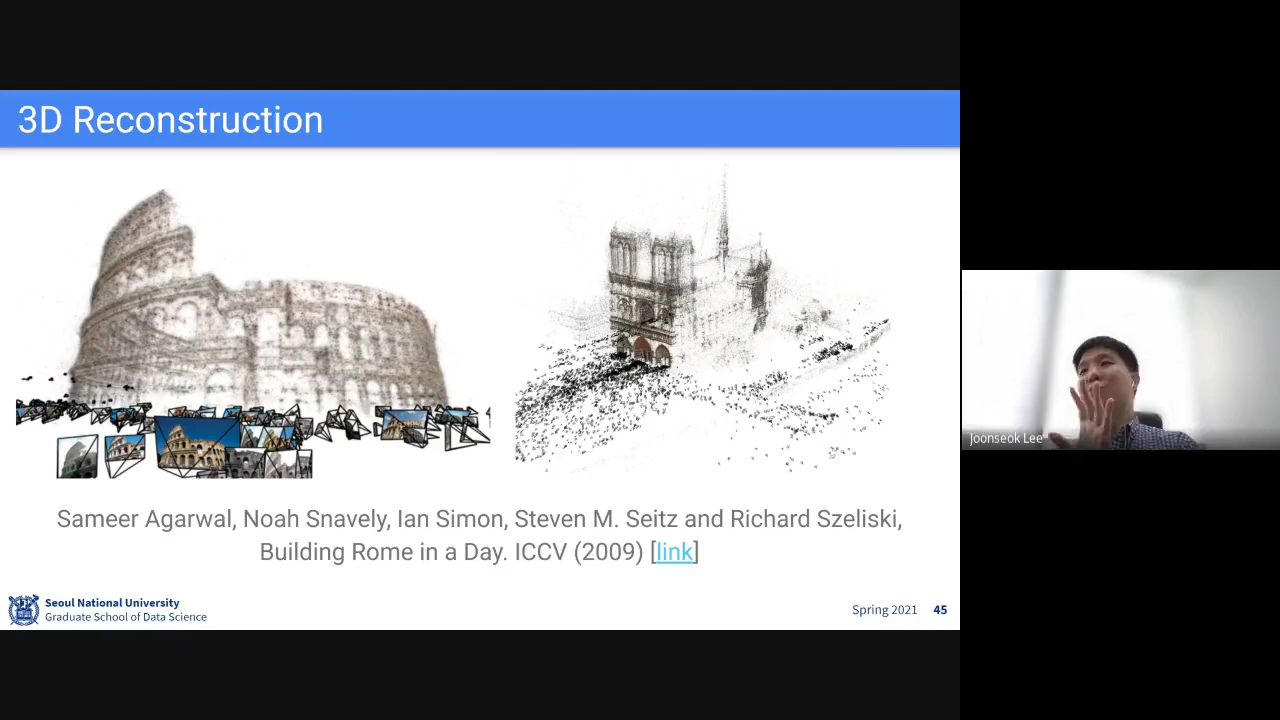 3D Reconstruction
Sameer Agarwal, Noah Snavely, Ian Simon, Steven M. Seitz and Richard Szeliski,
Building Rome in a Day. ICCV (2009) [link]
Seoul National University
Graduate School of Data Science
Spring 2021 45
Joonseok Lee